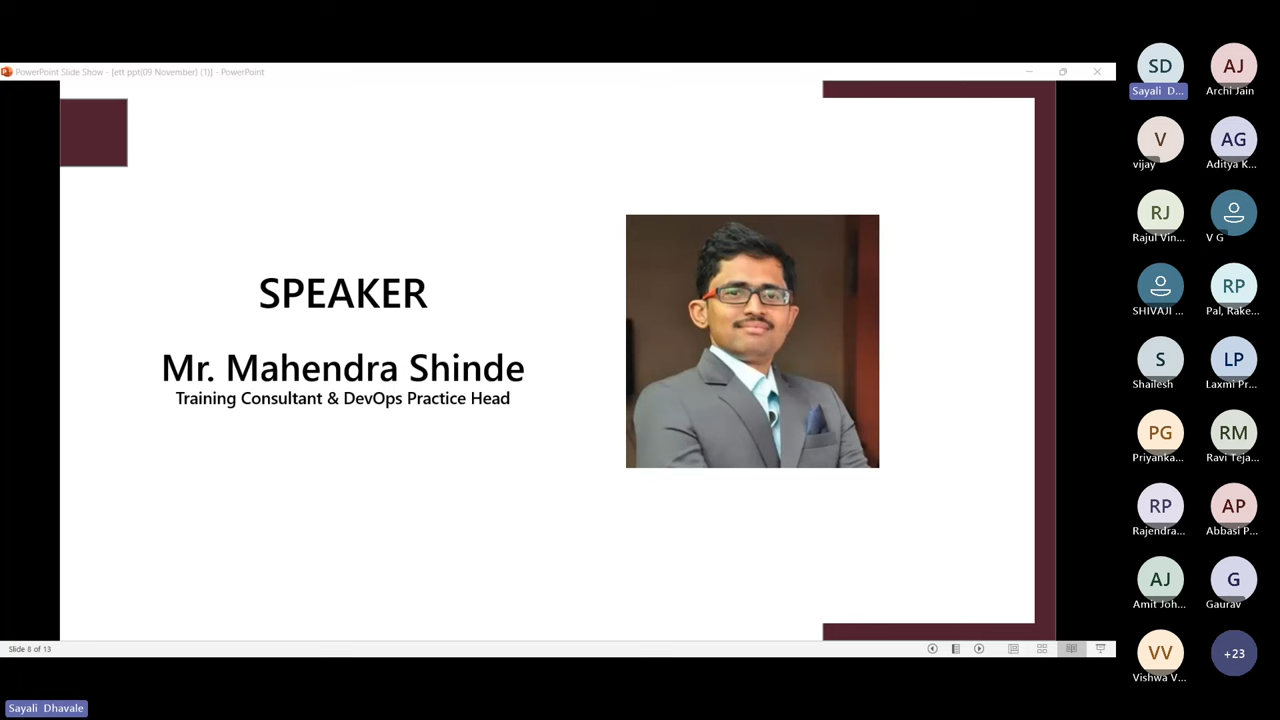 PowerPoint Slide Show - [ett ppt(09 November) (1)] - PowerPoint
SPEAKER
Mr. Mahendra Shinde
Training Consultant & DevOps Practice Head
Slide 8 of 13
Sayali Dhavale
SD
Sayali D...
AJ
Archi Jain
V
vijay
AG
Aditya K...
RJ
Rajul Vin...
V G
SHIVAJI ...
RP
Pal, Rake...
S
Shailesh
LP
Laxmi Pr...
PG
Priyanka...
RM
Ravi Teja...
RP
Rajendra...
AP
Abbasi P...
AJ
Amit Joh...
G
Gaurav
VV
Vishwa V...
+23